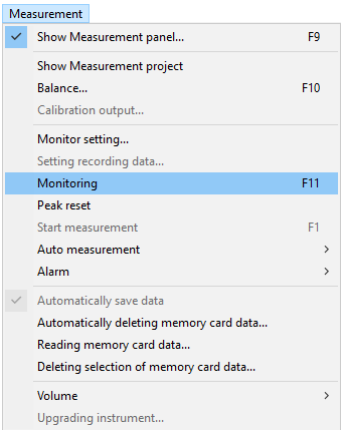 Measurement
Show Measurement panel... F9
Show Measurement project
Balance... F10
Calibration output...
Monitor setting...
Setting recording data...
Monitoring F11
Peak reset
Start measurement F1
Auto measurement
Alarm
Automatically save data
Automatically deleting memory card data...
Reading memory card data...
Deleting selection of memory card data...
Volume
Upgrading instrument...